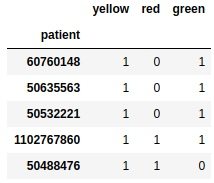 yellow red green
patient
60760148 1 0 1
50635563 1 0 1
50532221 1 0 1
1102767860 1 1 1
50488476 1 1 0